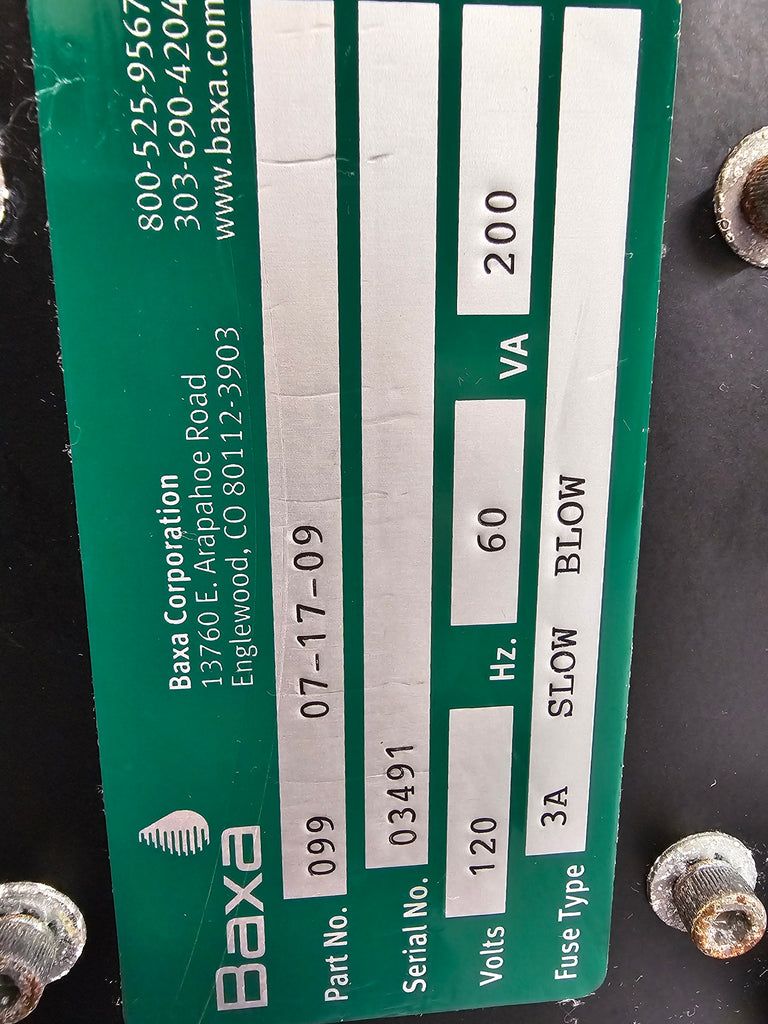 Baxa
Baxa Corporation
13760 E. Arapahoe Road
Englewood, CO 80112-3903
800-525-9567
303-690-4204
www.baxa.com
Part No. 099 07-17-09
Serial No. 03491
Volts 120 Hz. 60 VA 200
Fuse Type 3A SLOW BLOW